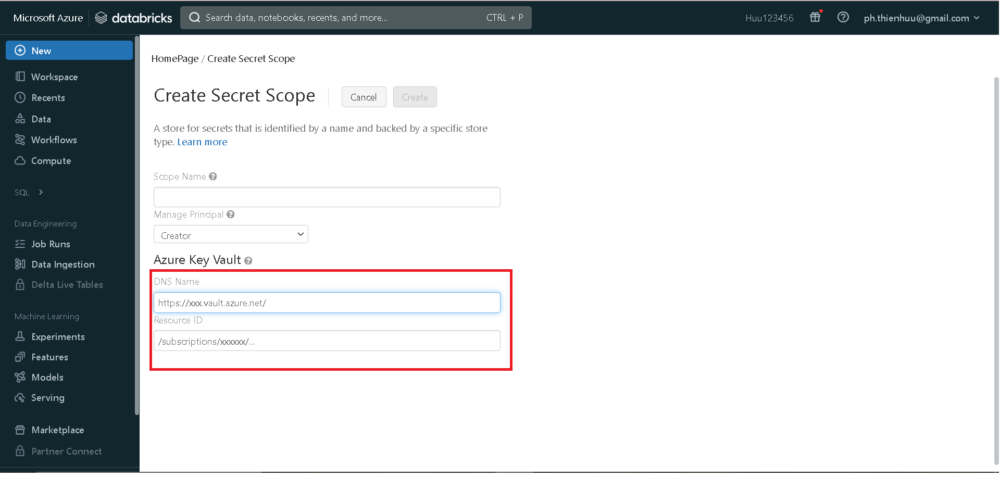 Microsoft Azure databricks Search data, notebooks, recents, and more... CTRL + P Huu123456 ph.thienhuu@gmail.com
New
Workspace
Recents
Data
Workflows
Compute
SQL
Data Engineering
Job Runs
Data Ingestion
Delta Live Tables
Machine Learning
Experiments
Features
Models
Serving
Marketplace
Partner Connect
HomePage / Create Secret Scope
Create Secret Scope Cancel Create
A store for secrets that is identified by a name and backed by a specific store
type. Learn more
Scope Name
Manage Principal
Creator
Azure Key Vault
DNS Name
https://xxx.vault.azure.net/
Resource ID
/subscriptions/xxxxxx/...